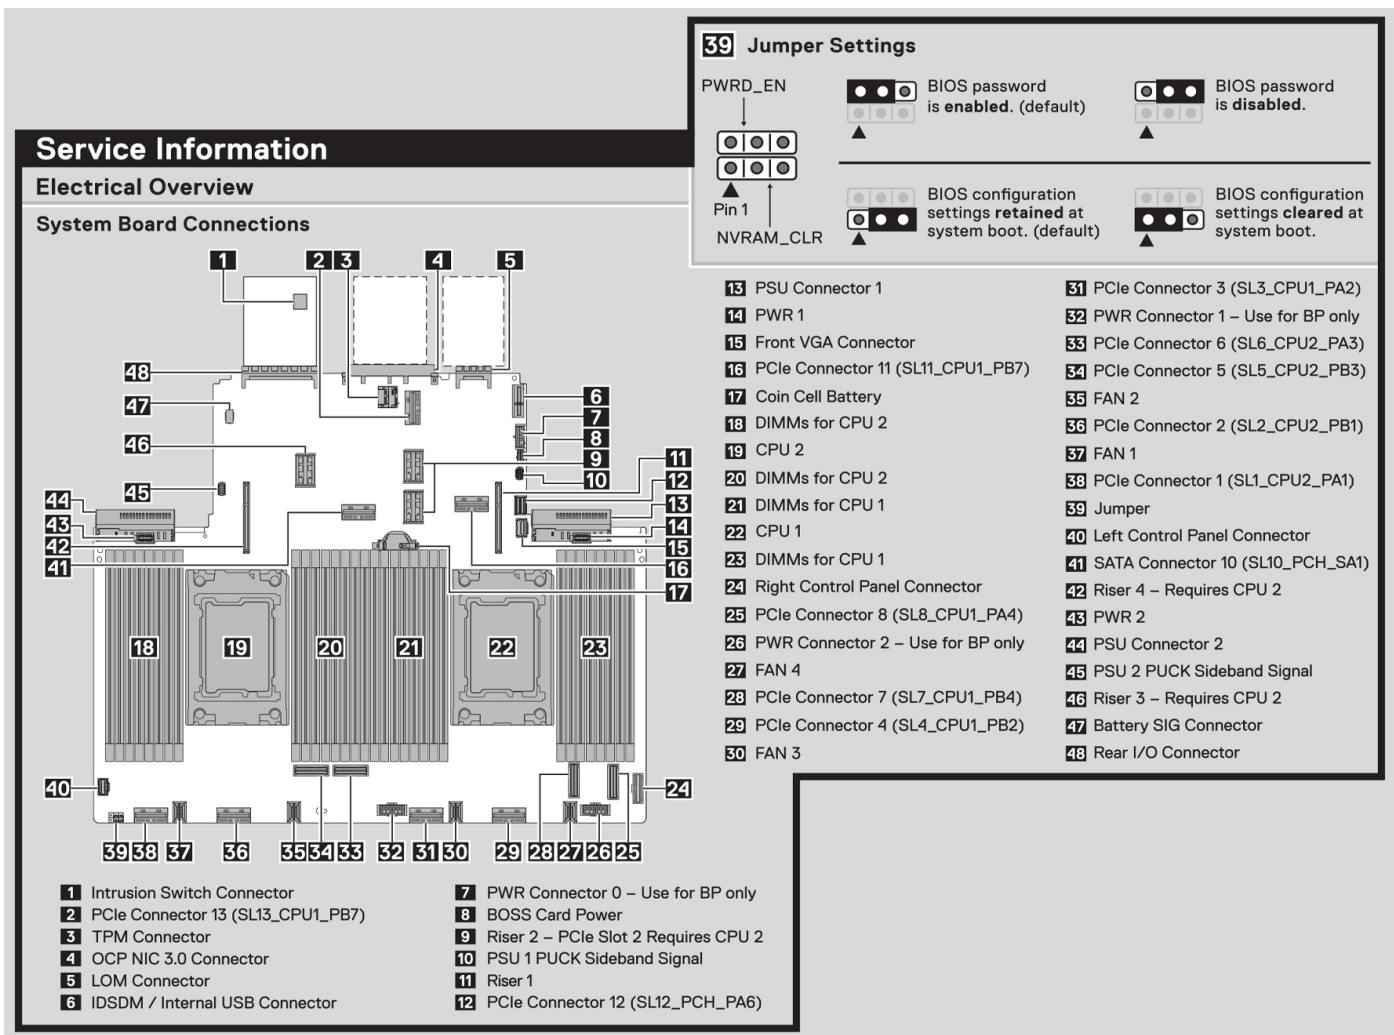 39 Jumper Settings
PWRD_EN
Pin 1
NVRAM_CLR
BIOS password
is enabled. (default)
BIOS password
is disabled.
BIOS configuration
settings retained at
system boot. (default)
BIOS configuration
settings cleared at
system boot.
Service Information
Electrical Overview
System Board Connections
1
2
3
4
5
48
47
46
45
44
43
42
41
6
7
8
9
10
11
12
13
14
15
16
17
18
19
20
21
22
23
40
24
39
38
37
36
35
34
33
32
31
30
29
28
27
26
25
1 Intrusion Switch Connector
2 PCIe Connector 13 (SL13_CPU1_PB7)
3 TPM Connector
4 OCP NIC 3.0 Connector
5 LOM Connector
6 IDSDM / Internal USB Connector
7 PWR Connector 0 – Use for BP only
8 BOSS Card Power
9 Riser 2 – PCIe Slot 2 Requires CPU 2
10 PSU 1 PUCK Sideband Signal
11 Riser 1
12 PCIe Connector 12 (SL12_PCH_PA6)
13 PSU Connector 1
14 PWR 1
15 Front VGA Connector
16 PCIe Connector 11 (SL11_CPU1_PB7)
17 Coin Cell Battery
18 DIMMs for CPU 2
19 CPU 2
20 DIMMs for CPU 2
21 DIMMs for CPU 1
22 CPU 1
23 DIMMs for CPU 1
24 Right Control Panel Connector
25 PCIe Connector 8 (SL8_CPU1_PA4)
26 PWR Connector 2 – Use for BP only
27 FAN 4
28 PCIe Connector 7 (SL7_CPU1_PB4)
29 PCIe Connector 4 (SL4_CPU1_PB2)
30 FAN 3
31 PCIe Connector 3 (SL3_CPU1_PA2)
32 PWR Connector 1 – Use for BP only
33 PCIe Connector 6 (SL6_CPU2_PA3)
34 PCIe Connector 5 (SL5_CPU2_PB3)
35 FAN 2
36 PCIe Connector 2 (SL2_CPU2_PB1)
37 FAN 1
38 PCIe Connector 1 (SL1_CPU2_PA1)
39 Jumper
40 Left Control Panel Connector
41 SATA Connector 10 (SL10_PCH_SA1)
42 Riser 4 – Requires CPU 2
43 PWR 2
44 PSU Connector 2
45 PSU 2 PUCK Sideband Signal
46 Riser 3 – Requires CPU 2
47 Battery SIG Connector
48 Rear I/O Connector